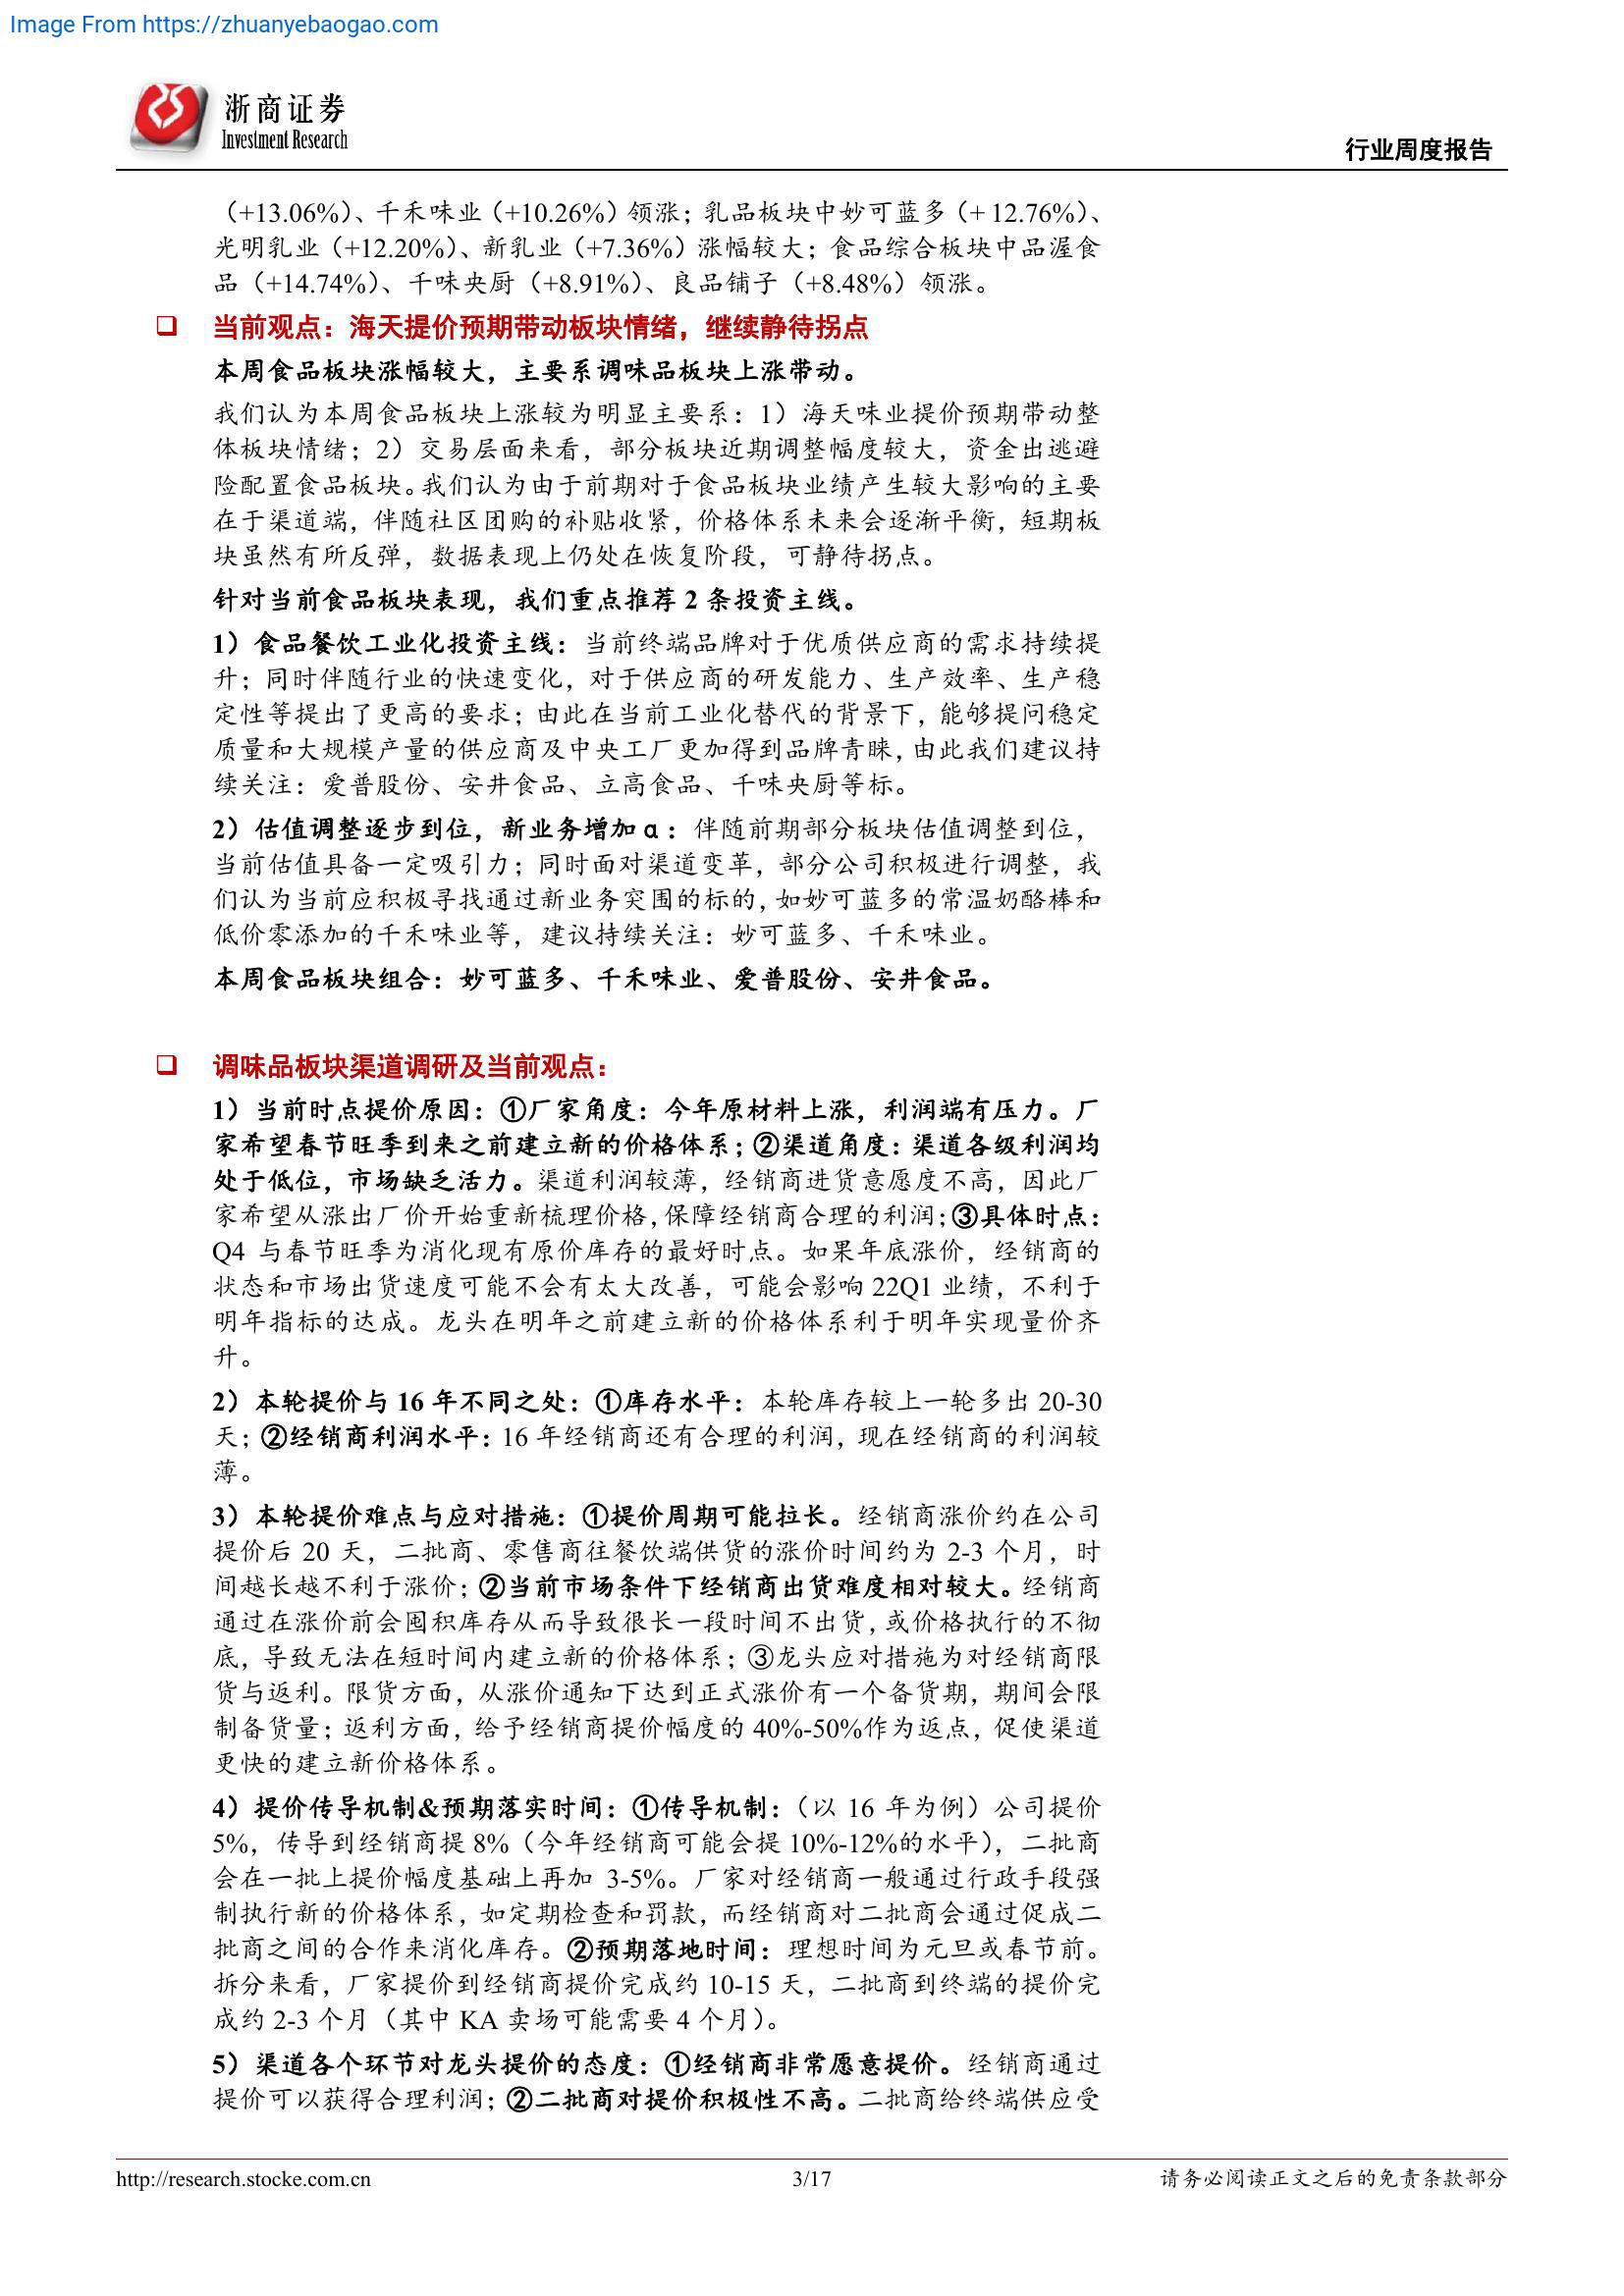 Image From https://zhuanyebaogao.com
浙商证券
Investment Research
行业周度报告
（+13.06%）、千禾味业（+10.26%）领涨；乳品板块中妙可蓝多（+ 12.76%）、
光明乳业（+12.20%）、新乳业（+7.36%）涨幅较大；食品综合板块中品渥食
品（+14.74%）、千味央厨（+8.91%）、良品铺子（+8.48%）领涨。
❑ 当前观点：海天提价预期带动板块情绪，继续静待拐点
本周食品板块涨幅较大，主要系调味品板块上涨带动。
我们认为本周食品板块上涨较为明显主要系：1）海天味业提价预期带动整
体板块情绪；2）交易层面来看，部分板块近期调整幅度较大，资金出逃避
险配置食品板块。我们认为由于前期对于食品板块业绩产生较大影响的主要
在于渠道端，伴随社区团购的补贴收紧，价格体系未来会逐渐平衡，短期板
块虽然有所反弹，数据表现上仍处在恢复阶段，可静待拐点。
针对当前食品板块表现，我们重点推荐 2 条投资主线。
1）食品餐饮工业化投资主线：当前终端品牌对于优质供应商的需求持续提
升；同时伴随行业的快速变化，对于供应商的研发能力、生产效率、生产稳
定性等提出了更高的要求；由此在当前工业化替代的背景下，能够提问稳定
质量和大规模产量的供应商及中央工厂更加得到品牌青睐，由此我们建议持
续关注：爱普股份、安井食品、立高食品、千味央厨等标。
2）估值调整逐步到位，新业务增加α：伴随前期部分板块估值调整到位，
当前估值具备一定吸引力；同时面对渠道变革，部分公司积极进行调整，我
们认为当前应积极寻找通过新业务突围的标的，如妙可蓝多的常温奶酪棒和
低价零添加的千禾味业等，建议持续关注：妙可蓝多、千禾味业。
本周食品板块组合：妙可蓝多、千禾味业、爱普股份、安井食品。
❑ 调味品板块渠道调研及当前观点：
1）当前时点提价原因：①厂家角度：今年原材料上涨，利润端有压力。厂
家希望春节旺季到来之前建立新的价格体系；②渠道角度：渠道各级利润均
处于低位，市场缺乏活力。渠道利润较薄，经销商进货意愿度不高，因此厂
家希望从涨出厂价开始重新梳理价格，保障经销商合理的利润；③具体时点：
Q4 与春节旺季为消化现有原价库存的最好时点。如果年底涨价，经销商的
状态和市场出货速度可能不会有太大改善，可能会影响 22Q1 业绩，不利于
明年指标的达成。龙头在明年之前建立新的价格体系利于明年实现量价齐
升。
2）本轮提价与 16 年不同之处：①库存水平：本轮库存较上一轮多出 20-30
天；②经销商利润水平：16 年经销商还有合理的利润，现在经销商的利润较
薄。
3）本轮提价难点与应对措施：①提价周期可能拉长。经销商涨价约在公司
提价后 20 天，二批商、零售商往餐饮端供货的涨价时间约为 2-3 个月，时
间越长越不利于涨价；②当前市场条件下经销商出货难度相对较大。经销商
通过在涨价前会囤积库存从而导致很长一段时间不出货，或价格执行的不彻
底，导致无法在短时间内建立新的价格体系；③龙头应对措施为对经销商限
货与返利。限货方面，从涨价通知下达到正式涨价有一个备货期，期间会限
制备货量；返利方面，给予经销商提价幅度的 40%-50%作为返点，促使渠道
更快的建立新价格体系。
4）提价传导机制&预期落实时间：①传导机制：（以 16 年为例）公司提价
5%，传导到经销商提 8%（今年经销商可能会提 10%-12%的水平），二批商
会在一批上提价幅度基础上再加 3-5%。厂家对经销商一般通过行政手段强
制执行新的价格体系，如定期检查和罚款，而经销商对二批商会通过促成二
批商之间的合作来消化库存。②预期落地时间：理想时间为元旦或春节前。
拆分来看，厂家提价到经销商提价完成约 10-15 天，二批商到终端的提价完
成约 2-3 个月（其中 KA 卖场可能需要 4 个月）。
5）渠道各个环节对龙头提价的态度：①经销商非常愿意提价。经销商通过
提价可以获得合理利润；②二批商对提价积极性不高。二批商给终端供应受
http://research.stocke.com.cn
3/17
请务必阅读正文之后的免责条款部分